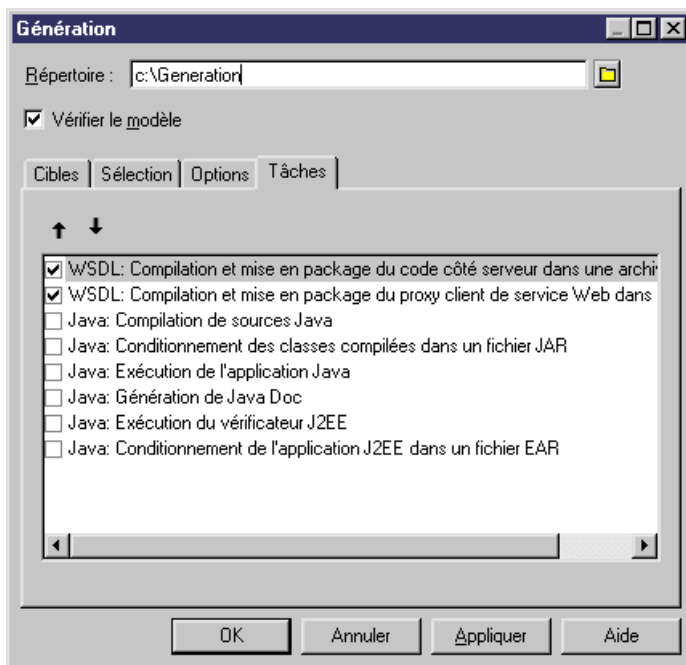 Génération
Répertoire : c:\Generation
Vérifier le modèle
Cibles Sélection Options Tâches
WSDL: Compilation et mise en package du code côté serveur dans une archi
WSDL: Compilation et mise en package du proxy client de service Web dans
Java: Compilation de sources Java
Java: Conditionnement des classes compilées dans un fichier JAR
Java: Exécution de l'application Java
Java: Génération de Java Doc
Java: Exécution du vérificateur J2EE
Java: Conditionnement de l'application J2EE dans un fichier EAR
OK Annuler Appliquer Aide